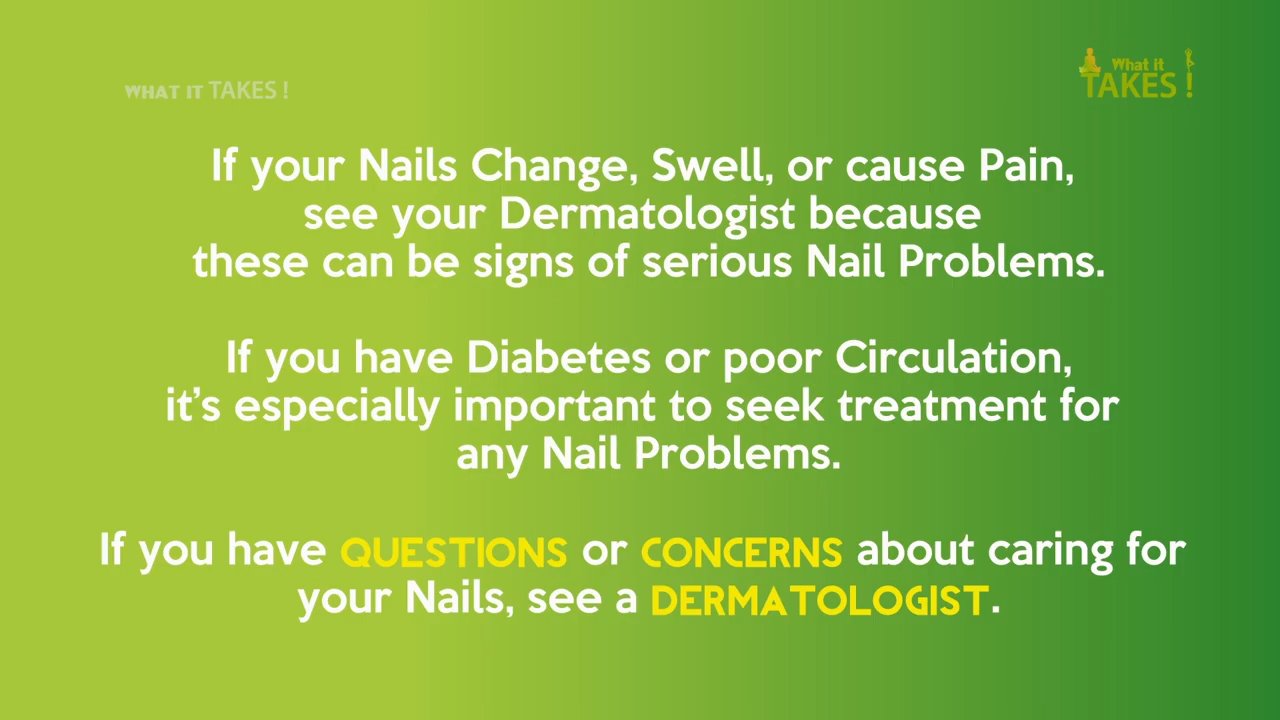 WHAT IT TAKES !
What it
TAKES !
If your Nails Change, Swell, or cause Pain,
see your Dermatologist because
these can be signs of serious Nail Problems.
If you have Diabetes or poor Circulation,
it's especially important to seek treatment for
any Nail Problems.
If you have QUESTIONS or CONCERNS about caring for
your Nails, see a DERMATOLOGIST.